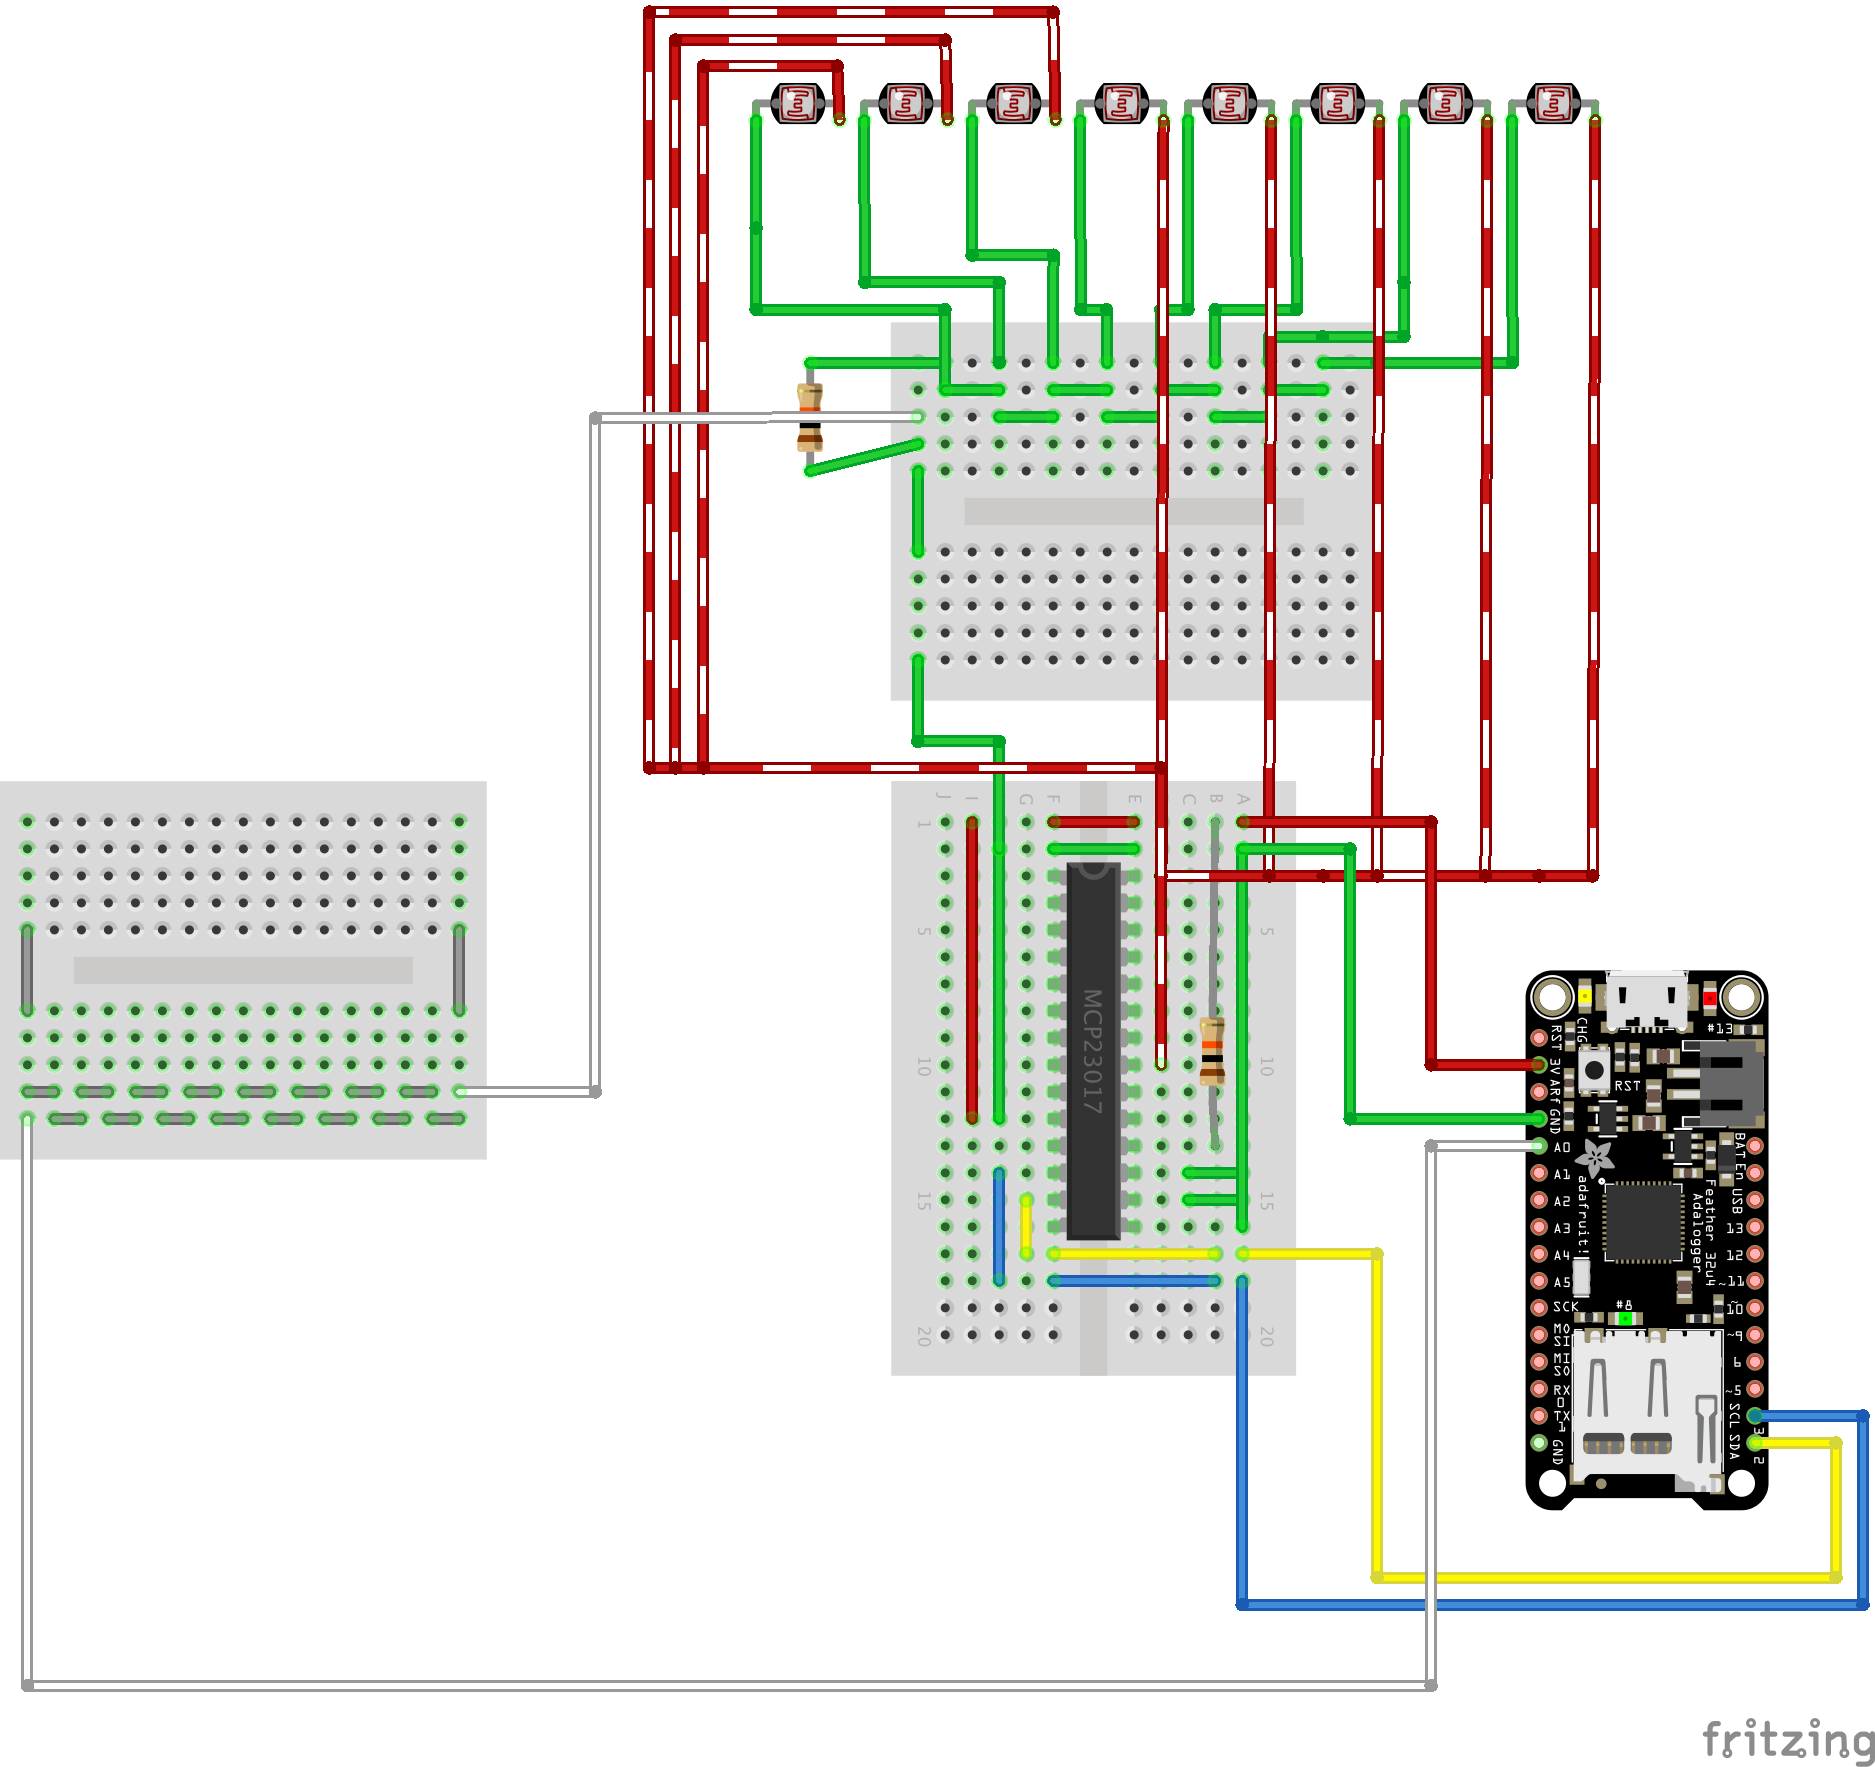 J I G F E C B A
1
5 5
10 10
15 15
20 20
MCP23017
RST
3V
ARf
GND
A0
A1
A2
A3
A4
A5
SCK
MO
SI
MI
SO
RX
0
TX
1
GND
CHG
#13
RST
BAT
En
USB
13
12
~11
~10
~9
6
~5
SCL 3
SDA 2
adafruit!
Feather 32u4
Adalogger
#8
fritzing